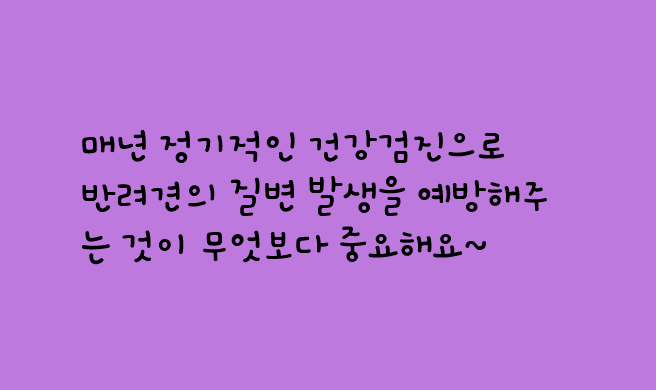 매년 정기적인 건강검진으로
반려견의 질변 발생을 예방해주
는 것이 무엇보다 중요해요~